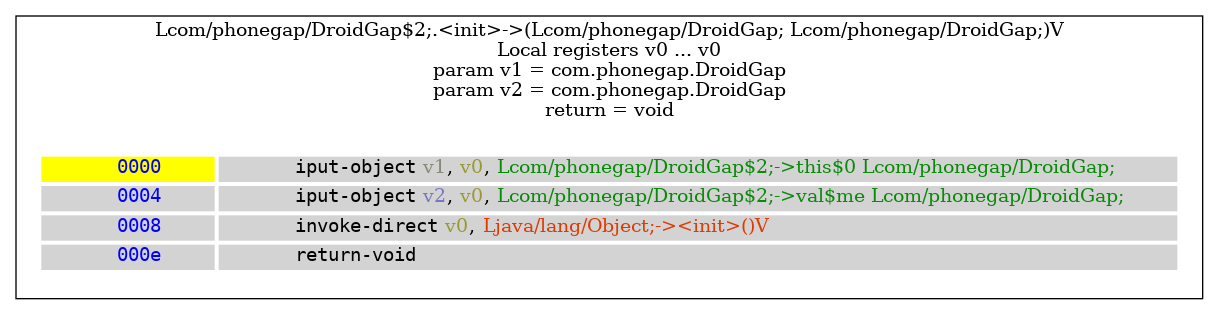 Lcom/phonegap/DroidGap$2;.<init>->(Lcom/phonegap/DroidGap; Lcom/phonegap/DroidGap;)V
Local registers v0 ... v0
param v1 = com.phonegap.DroidGap
param v2 = com.phonegap.DroidGap
return = void
0000 iput-object v1, v0, Lcom/phonegap/DroidGap$2;->this$0 Lcom/phonegap/DroidGap;
0004 iput-object v2, v0, Lcom/phonegap/DroidGap$2;->val$me Lcom/phonegap/DroidGap;
0008 invoke-direct v0, Ljava/lang/Object;-><init>()V
000e return-void